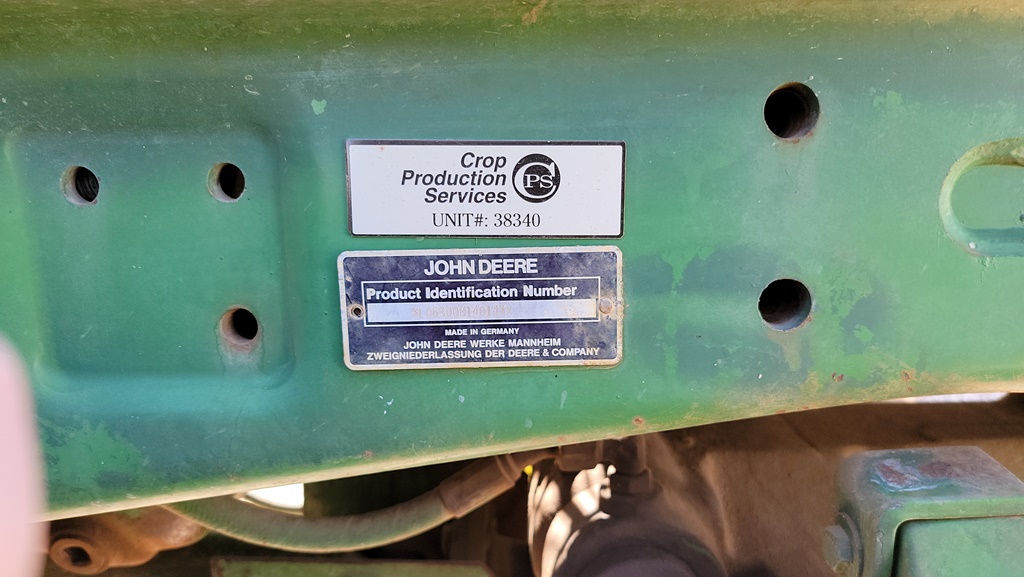 Crop
Production
Services
CPS
UNIT#: 38340
JOHN DEERE
Product Identification Number
MADE IN GERMANY
JOHN DEERE WERKE MANNHEIM
ZWEIGNIEDERLASSUNG DER DEERE & COMPANY